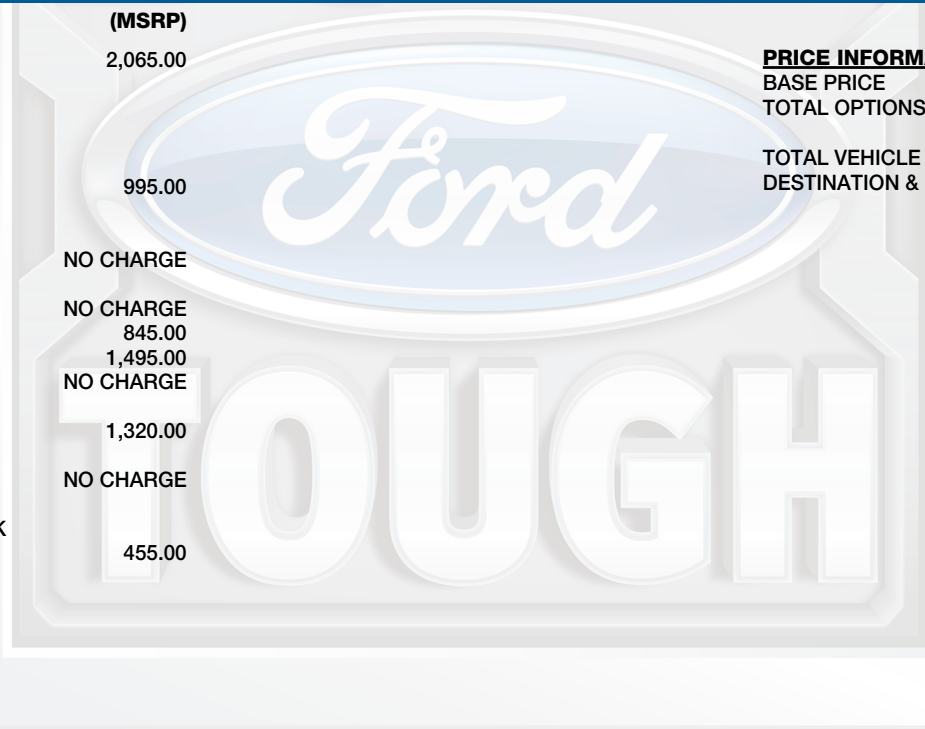 (MSRP)
2,065.00
995.00
NO CHARGE
NO CHARGE
845.00
1,495.00
NO CHARGE
1,320.00
NO CHARGE
K
455.00
PRICE INFORMA
BASE PRICE
TOTAL OPTIONS
TOTAL VEHICLE
DESTINATION &
Ford
TOUGH